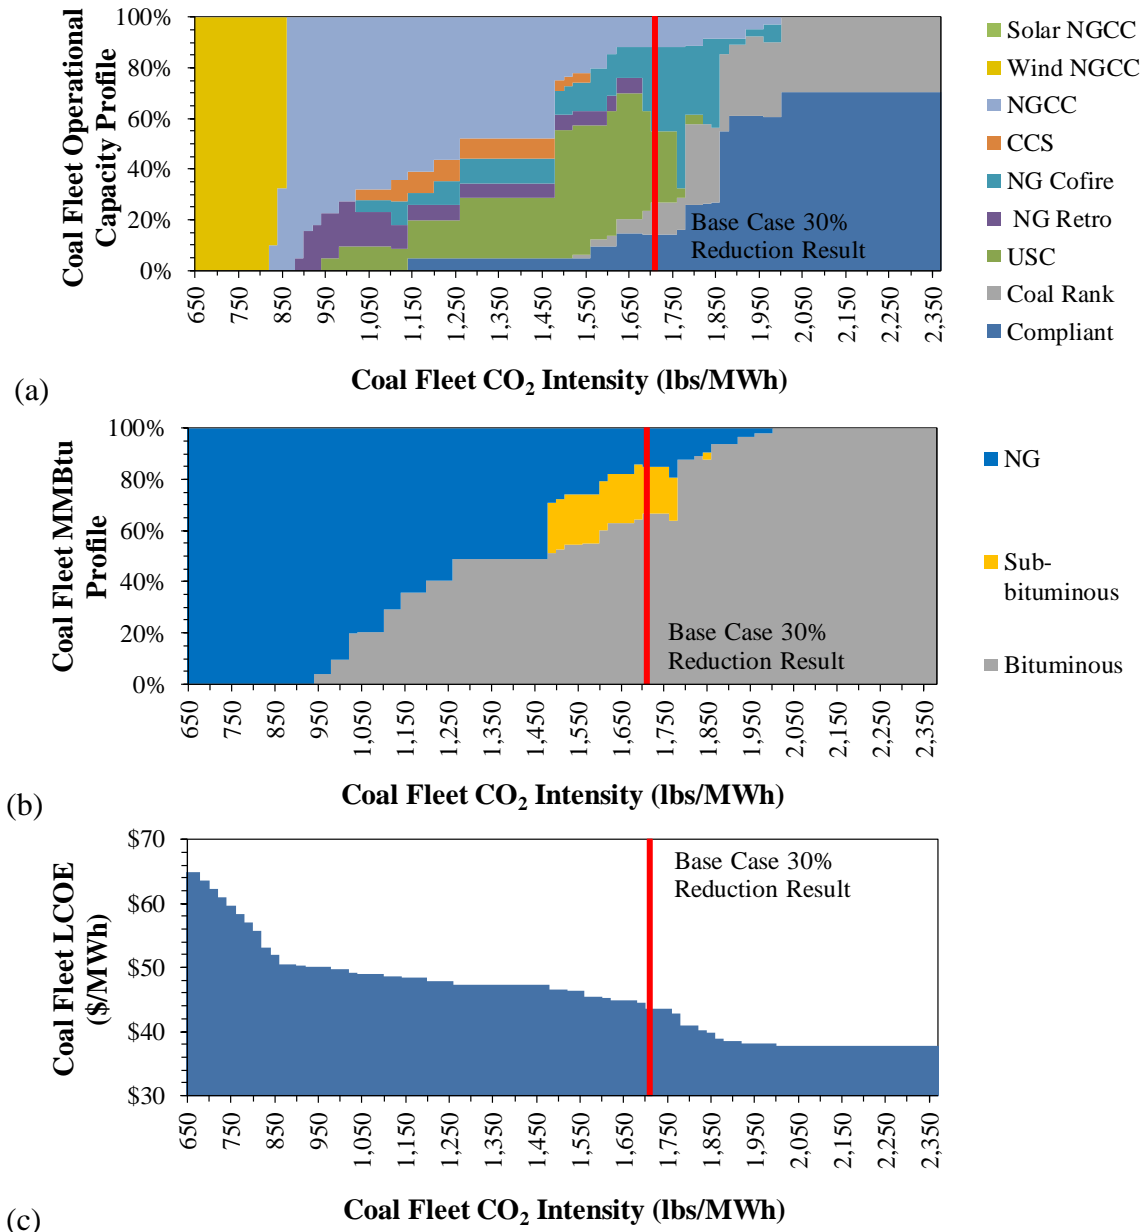 Coal Fleet Operational
Capacity Profile
100%
80%
60%
40%
20%
0%
650
750
850
950
1,050
1,150
1,250
1,350
1,450
1,550
1,650
1,750
1,850
1,950
2,050
2,150
2,250
2,350
Base Case 30%
Reduction Result
Solar NGCC
Wind NGCC
NGCC
CCS
NG Cofire
NG Retro
USC
Coal Rank
Compliant
Coal Fleet CO2 Intensity (lbs/MWh)
(a)
Coal Fleet MMBtu
Profile
100%
80%
60%
40%
20%
0%
650
750
850
950
1,050
1,150
1,250
1,350
1,450
1,550
1,650
1,750
1,850
1,950
2,050
2,150
2,250
2,350
Base Case 30%
Reduction Result
NG
Sub-
bituminous
Bituminous
Coal Fleet CO2 Intensity (lbs/MWh)
(b)
Coal Fleet LCOE
($/MWh)
$70
$60
$50
$40
$30
650
750
850
950
1,050
1,150
1,250
1,350
1,450
1,550
1,650
1,750
1,850
1,950
2,050
2,150
2,250
2,350
Base Case 30%
Reduction Result
Coal Fleet CO2 Intensity (lbs/MWh)
(c)